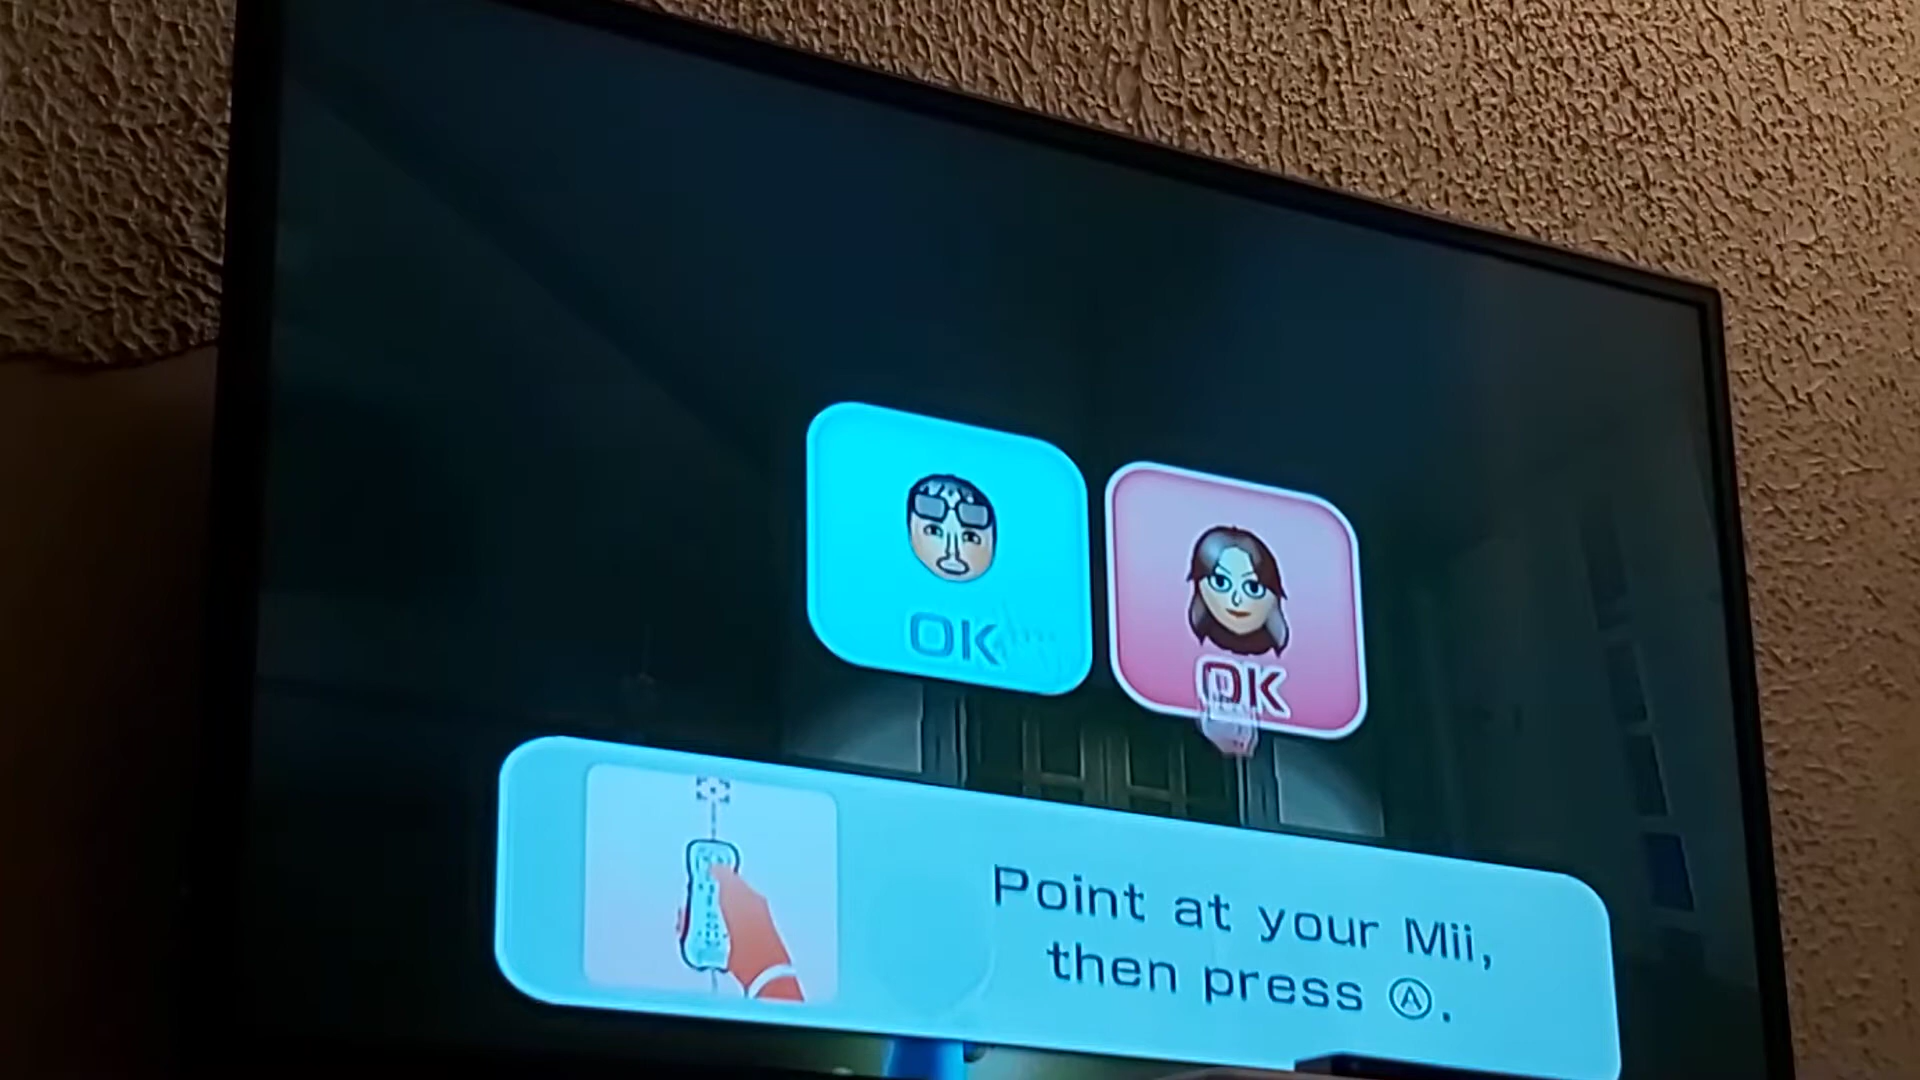 OK
OK
Point at your Mii,
then press Ⓐ.